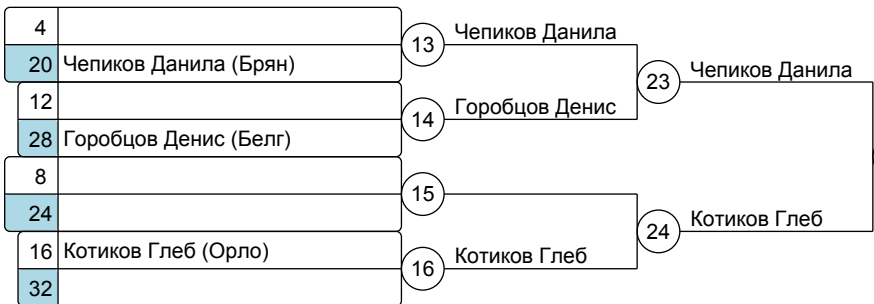 4
20 Чепиков Данила (Брян)
12
28 Горобцов Денис (Белг)
8
24
16 Котиков Глеб (Орло)
32
13
Чепиков Данила
14
Горобцов Денис
15
16
Котиков Глеб
23
Чепиков Данила
24
Котиков Глеб